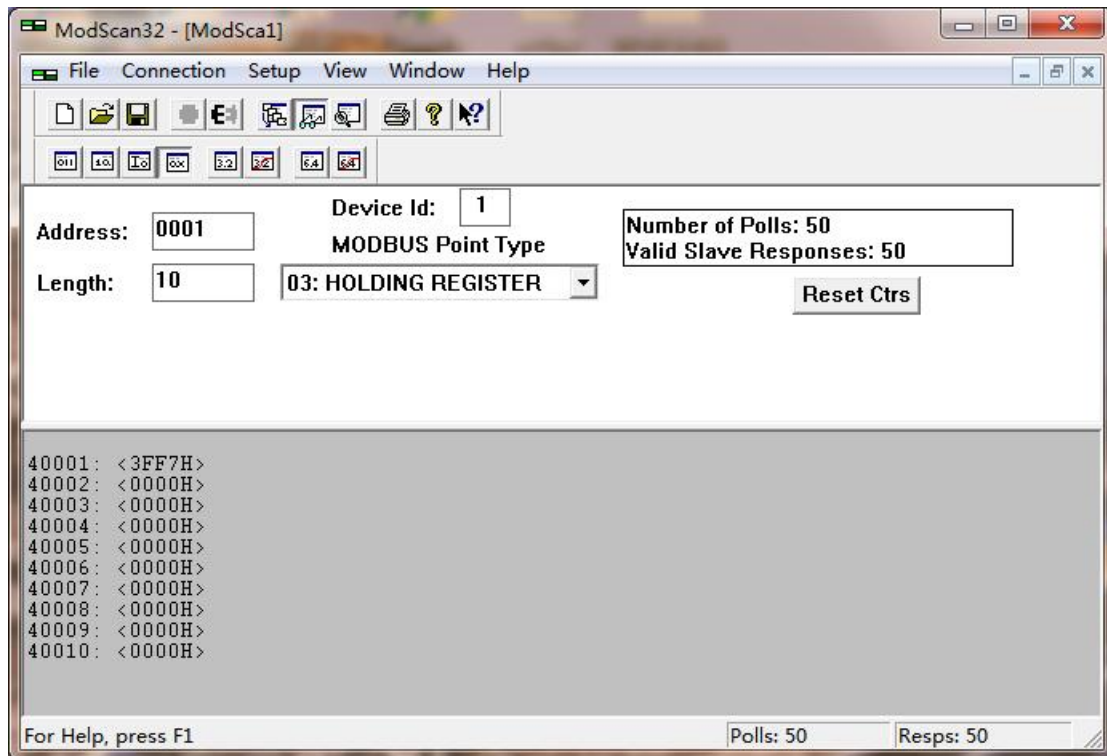 ModScan32 - [ModSca1]
File Connection Setup View Window Help
Address: 0001
Device Id: 1
MODBUS Point Type
Length: 10
03: HOLDING REGISTER
Number of Polls: 50
Valid Slave Responses: 50
Reset Ctrs
40001: <3FF7H>
40002: <0000H>
40003: <0000H>
40004: <0000H>
40005: <0000H>
40006: <0000H>
40007: <0000H>
40008: <0000H>
40009: <0000H>
40010: <0000H>
For Help, press F1
Polls: 50
Resps: 50